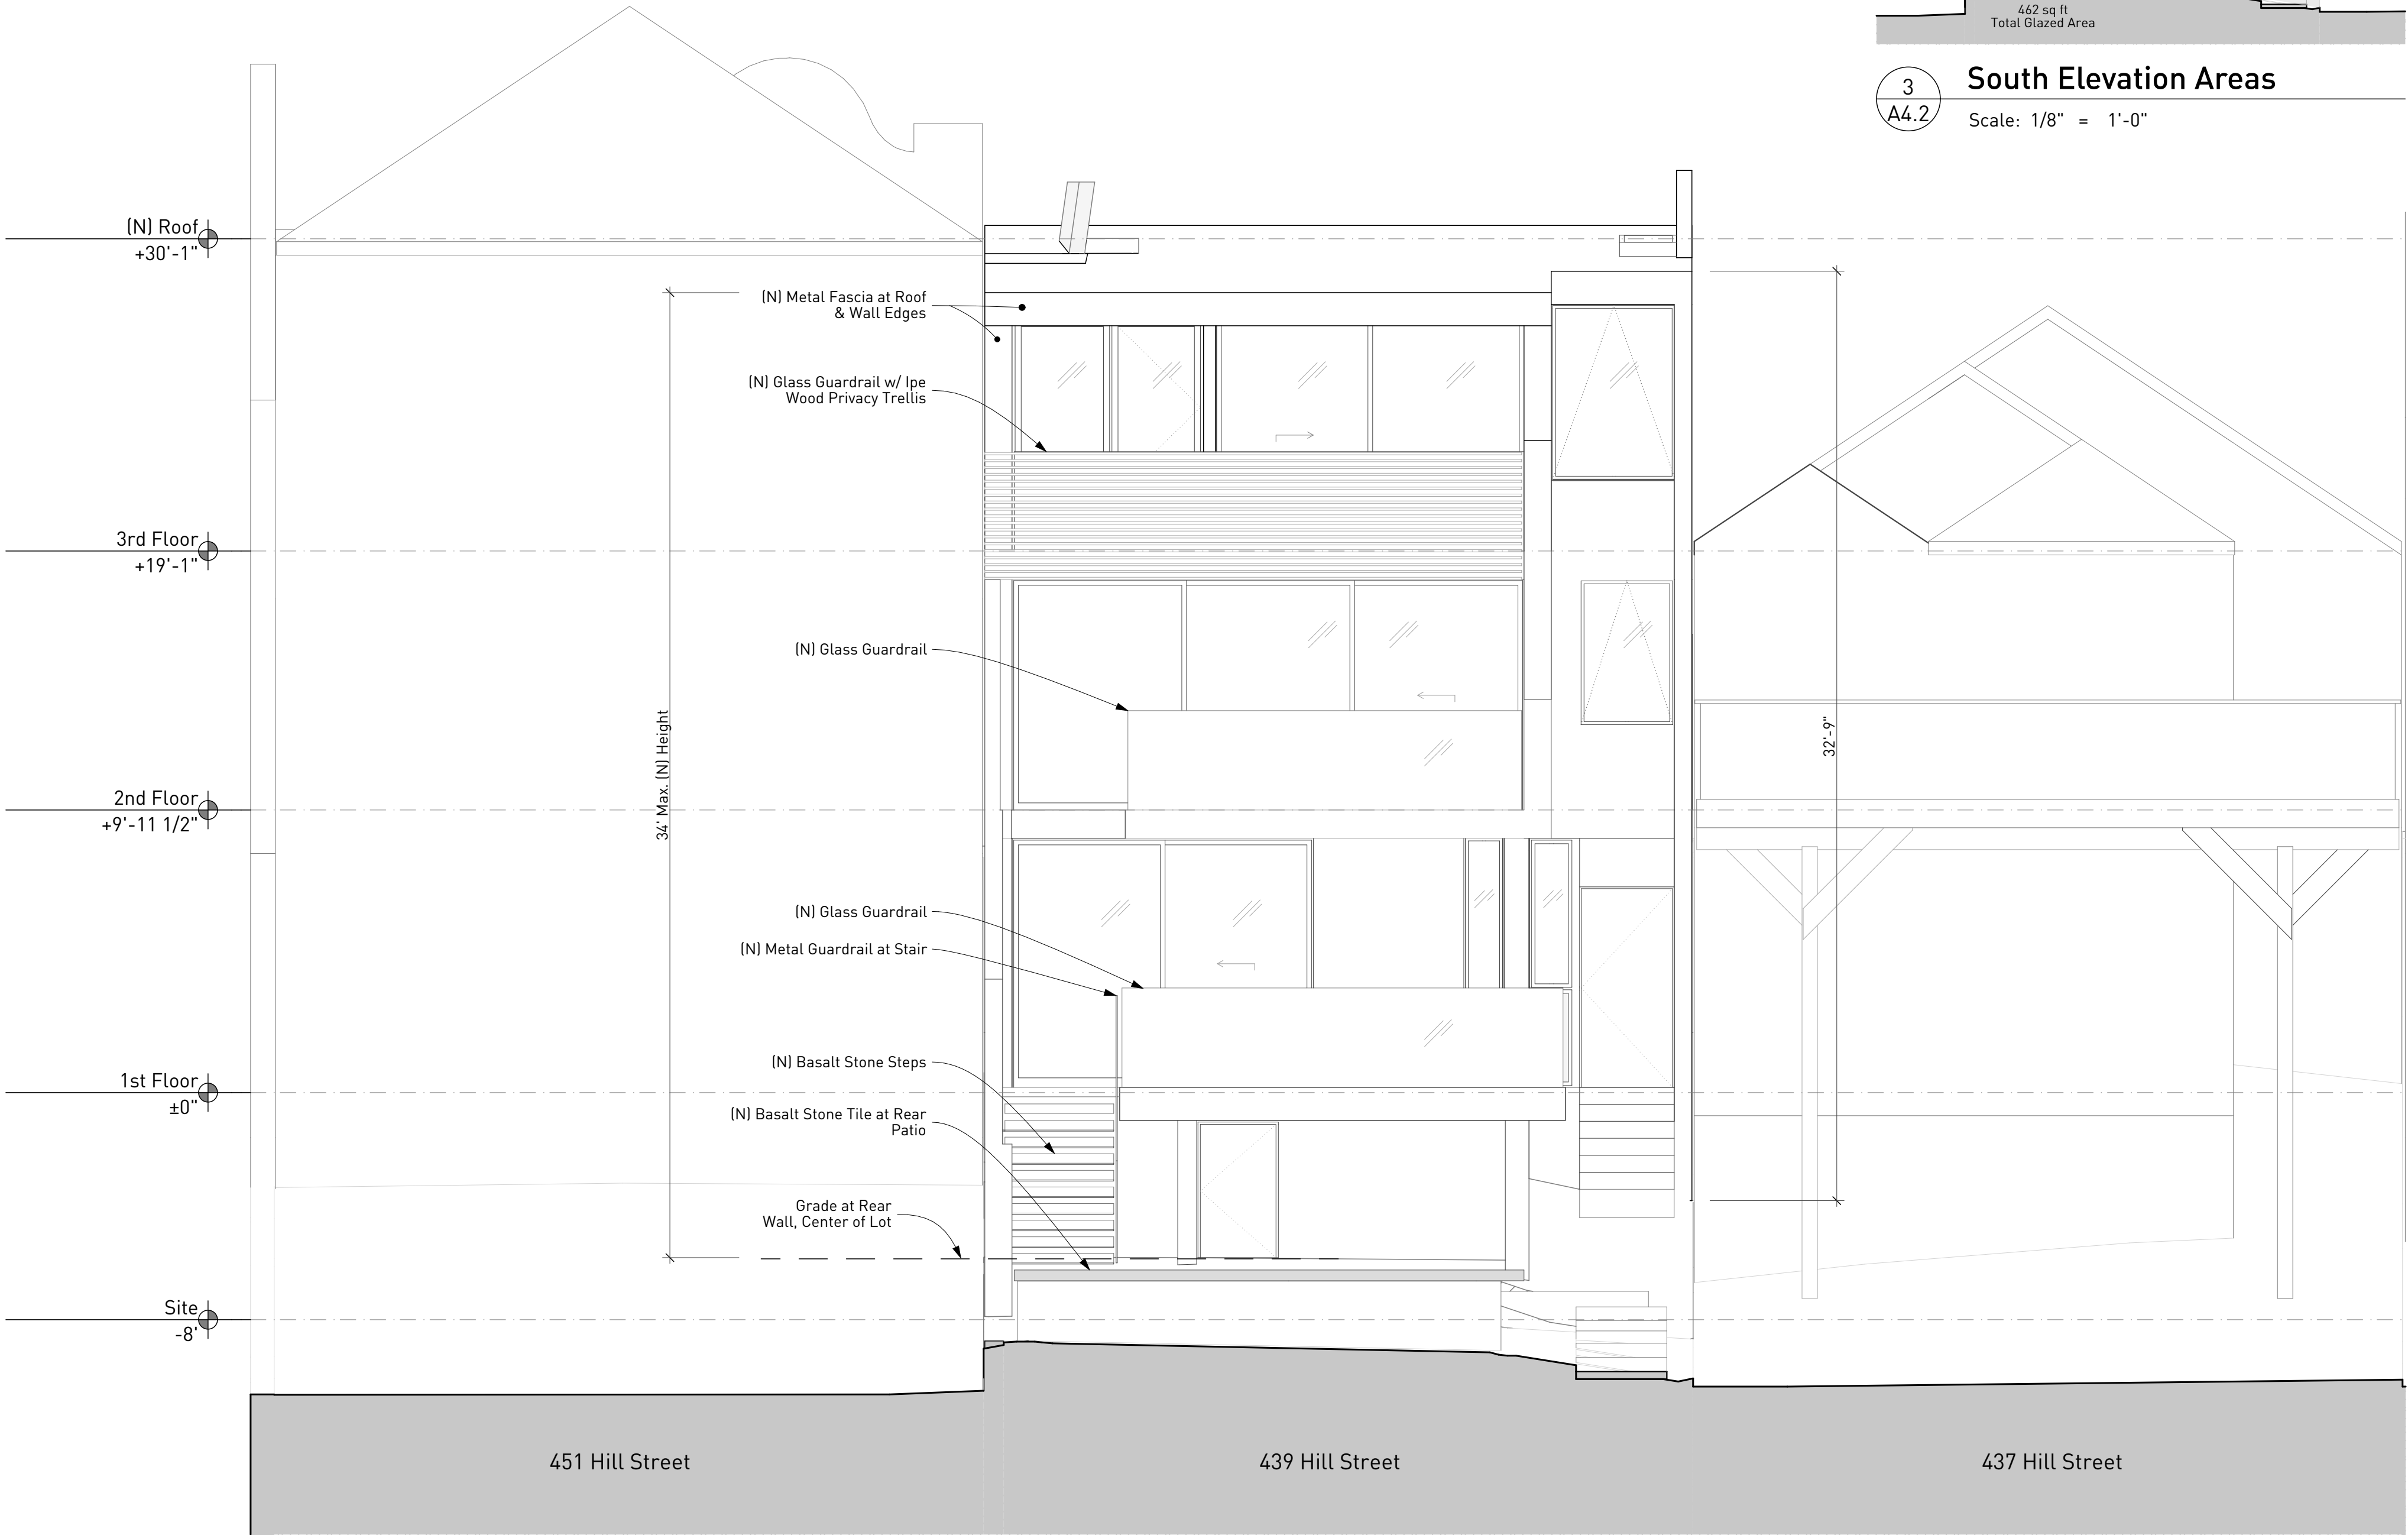 462 sq ft
Total Glazed Area
3
A4.2
South Elevation Areas
Scale: 1/8" = 1'-0"
(N) Roof
+30'-1"
(N) Metal Fascia at Roof
& Wall Edges
(N) Glass Guardrail w/ Ipe
Wood Privacy Trellis
3rd Floor
+19'-1"
(N) Glass Guardrail
34' Max. (N) Height
32'-9"
2nd Floor
+9'-11 1/2"
(N) Glass Guardrail
(N) Metal Guardrail at Stair
(N) Basalt Stone Steps
1st Floor
±0"
(N) Basalt Stone Tile at Rear
Patio
Grade at Rear
Wall, Center of Lot
Site
-8'
451 Hill Street
439 Hill Street
437 Hill Street